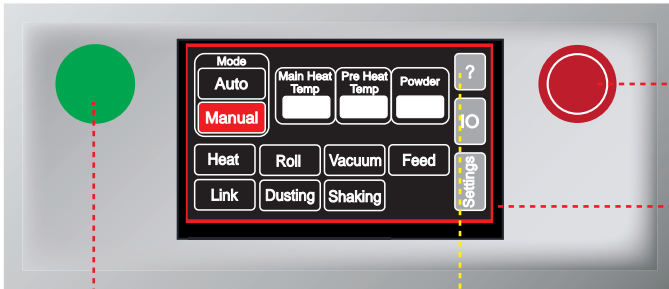 Mode
Auto
Manual
Main Heat
Temp
Pre Heat
Temp
Powder
?
IO
Settings
Heat
Roll
Vacuum
Feed
Link
Dusting
Shaking